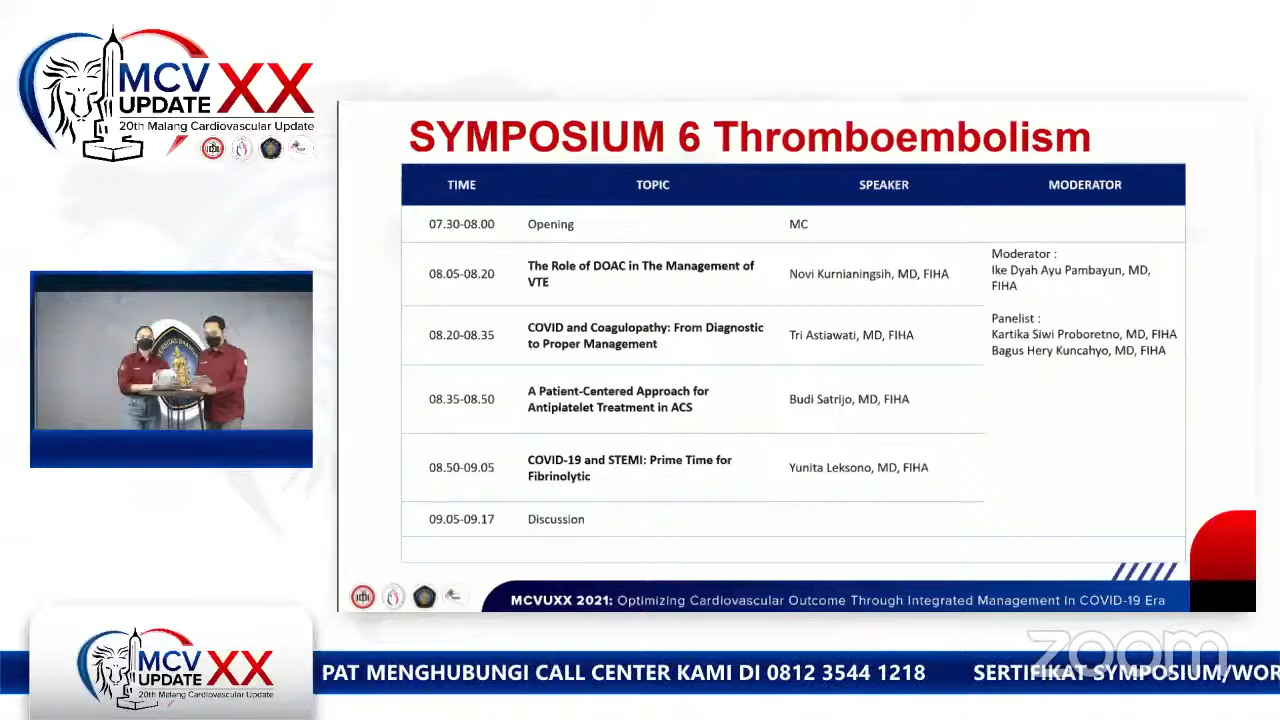 MCV XX
UPDATE
20th Malang Cardiovascular Update
SYMPOSIUM 6 Thromboembolism
TIME TOPIC SPEAKER MODERATOR
07.30-08.00 Opening MC
08.05-08.20 The Role of DOAC in The Management of
VTE
Novi Kurnianingsih, MD, FIHA
Moderator :
Ike Dyah Ayu Pambayun, MD,
FIHA
08.20-08.35 COVID and Coagulopathy: From Diagnostic
to Proper Management
Tri Astiawati, MD, FIHA
Panelist :
Kartika Siwi Proboretno, MD, FIHA
Bagus Hery Kuncahyo, MD, FIHA
08.35-08.50 A Patient-Centered Approach for
Antiplatelet Treatment in ACS
Budi Satrijo, MD, FIHA
08.50-09.05 COVID-19 and STEMI: Prime Time for
Fibrinolytic
Yunita Leksono, MD, FIHA
09.05-09.17 Discussion
MCVUXX 2021: Optimizing Cardiovascular Outcome Through Integrated Management In COVID-19 Era
zoom
MCV XX
UPDATE
20th Malang Cardiovascular Update
PAT MENGHUBUNGI CALL CENTER KAMI DI 0812 3544 1218 SERTIFIKAT SYMPOSIUM/WOR